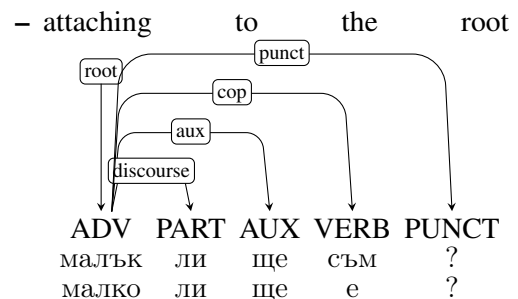 – attaching to the root
punct
root
cop
aux
discourse
ADV PART AUX VERB PUNCT
малък ли ще съм ?
малко ли ще е ?